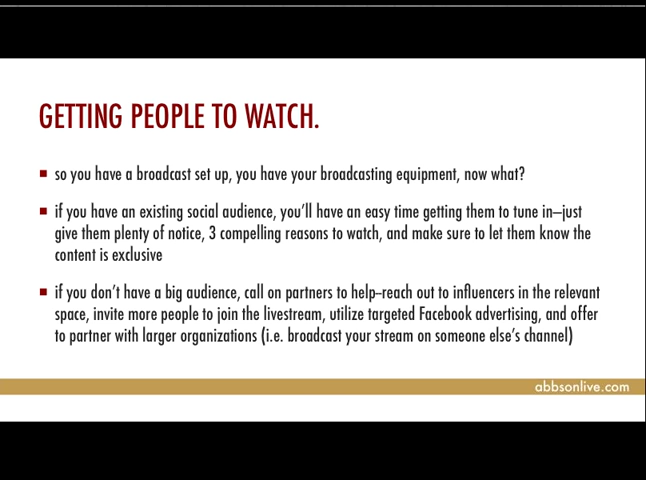 GETTING PEOPLE TO WATCH.
so you have a broadcast set up, you have your broadcasting equipment, now what?
if you have an existing social audience, you'll have an easy time getting them to tune in–just
give them plenty of notice, 3 compelling reasons to watch, and make sure to let them know the
content is exclusive
if you don't have a big audience, call on partners to help–reach out to influencers in the relevant
space, invite more people to join the livestream, utilize targeted Facebook advertising, and offer
to partner with larger organizations (i.e. broadcast your stream on someone else's channel)
abbsonlive.com